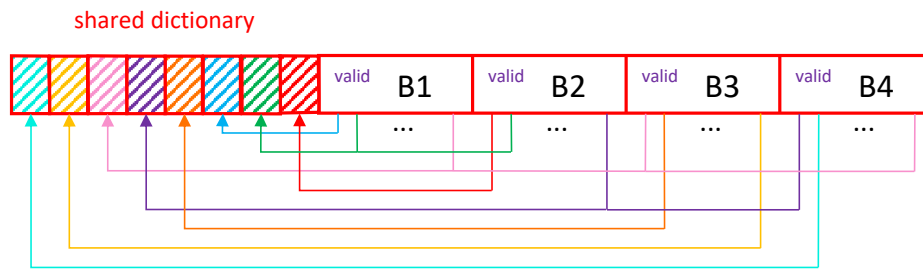 shared dictionary
valid B1 valid B2 valid B3 valid B4
... ... ... ...